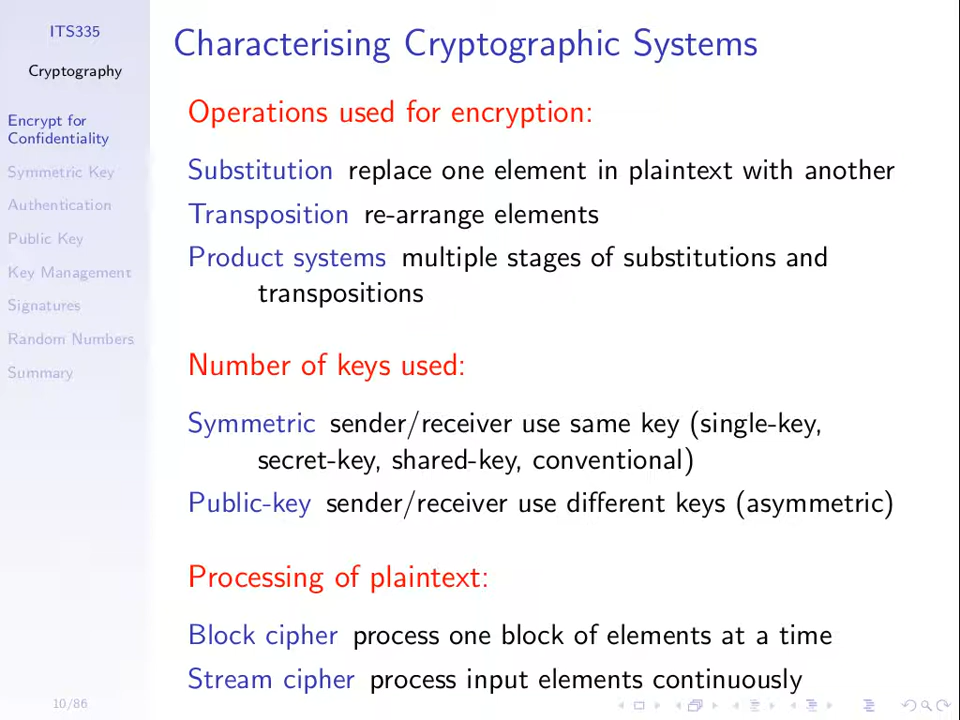 ITS335
Cryptography
Encrypt for
Confidentiality
Symmetric Key
Authentication
Public Key
Key Management
Signatures
Random Numbers
Summary
10/86
Characterising Cryptographic Systems
Operations used for encryption:
Substitution replace one element in plaintext with another
Transposition re-arrange elements
Product systems multiple stages of substitutions and
transpositions
Number of keys used:
Symmetric sender/receiver use same key (single-key,
secret-key, shared-key, conventional)
Public-key sender/receiver use different keys (asymmetric)
Processing of plaintext:
Block cipher process one block of elements at a time
Stream cipher process input elements continuously